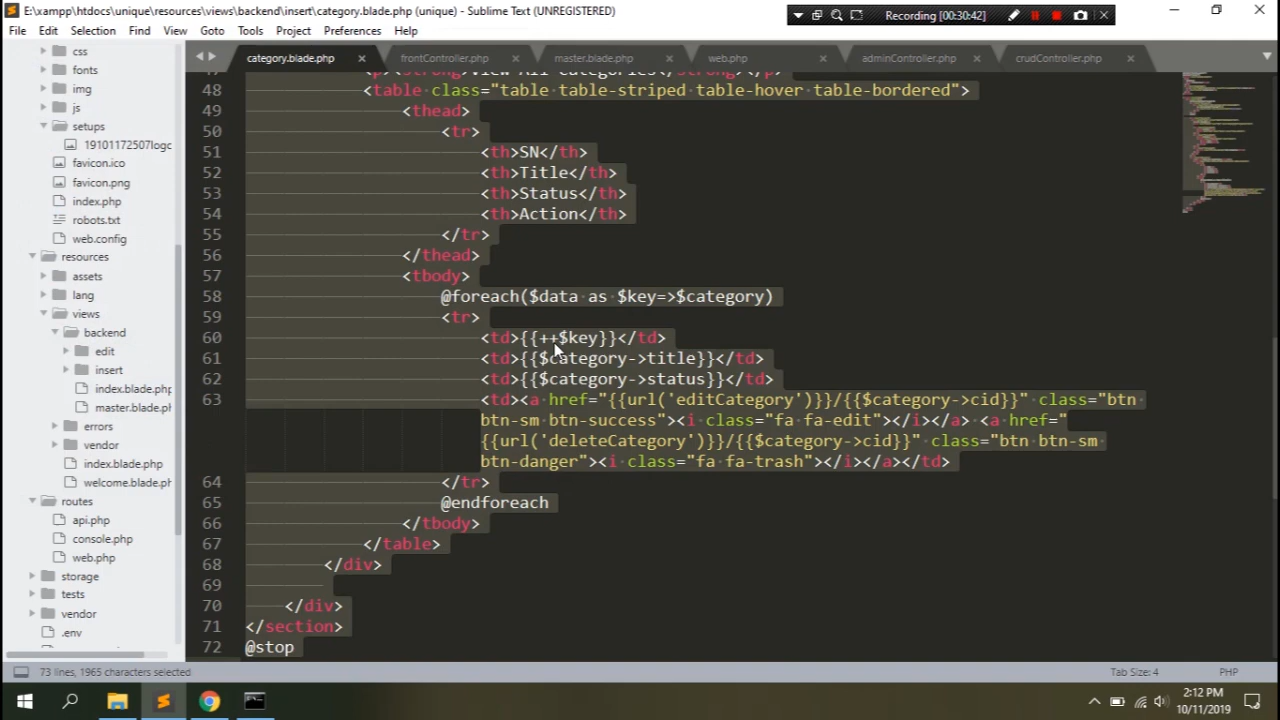 E:\xampp\htdocs\unique\resources\views\backend\insert\category.blade.php (unique) - Sublime Text (UNREGISTERED)
Recording [00:30:42]
File Edit Selection Find View Goto Tools Project Preferences Help
css
fonts
img
js
setups
19101172507logo
favicon.ico
favicon.png
index.php
robots.txt
web.config
resources
assets
lang
views
backend
edit
insert
index.blade.php
master.blade.ph
errors
vendor
index.blade.php
welcome.blade.ph
routes
api.php
console.php
web.php
storage
tests
vendor
.env
category.blade.php frontController.php master.blade.php web.php adminController.php crudController.php
47 <p><strong>View All Categories</strong></p>
48 <table class="table table-striped table-hover table-bordered">
49 <thead>
50 <tr>
51 <th>SN</th>
52 <th>Title</th>
53 <th>Status</th>
54 <th>Action</th>
55 </tr>
56 </thead>
57 <tbody>
58 @foreach($data as $key=>$category)
59 <tr>
60 <td>{{++$key}}</td>
61 <td>{{$category->title}}</td>
62 <td>{{$category->status}}</td>
63 <td><a href="{{url('editCategory')}}/{{$category->cid}}" class="btn
btn-sm btn-success"><i class="fa fa-edit"></i></a> <a href="
{{url('deleteCategory')}}/{{$category->cid}}" class="btn btn-sm
btn-danger"><i class="fa fa-trash"></i></a></td>
64 </tr>
65 @endforeach
66 </tbody>
67 </table>
68 </div>
69
70 </div>
71 </section>
72 @stop
73 lines, 1965 characters selected
Tab Size: 4
PHP
2:12 PM
10/11/2019